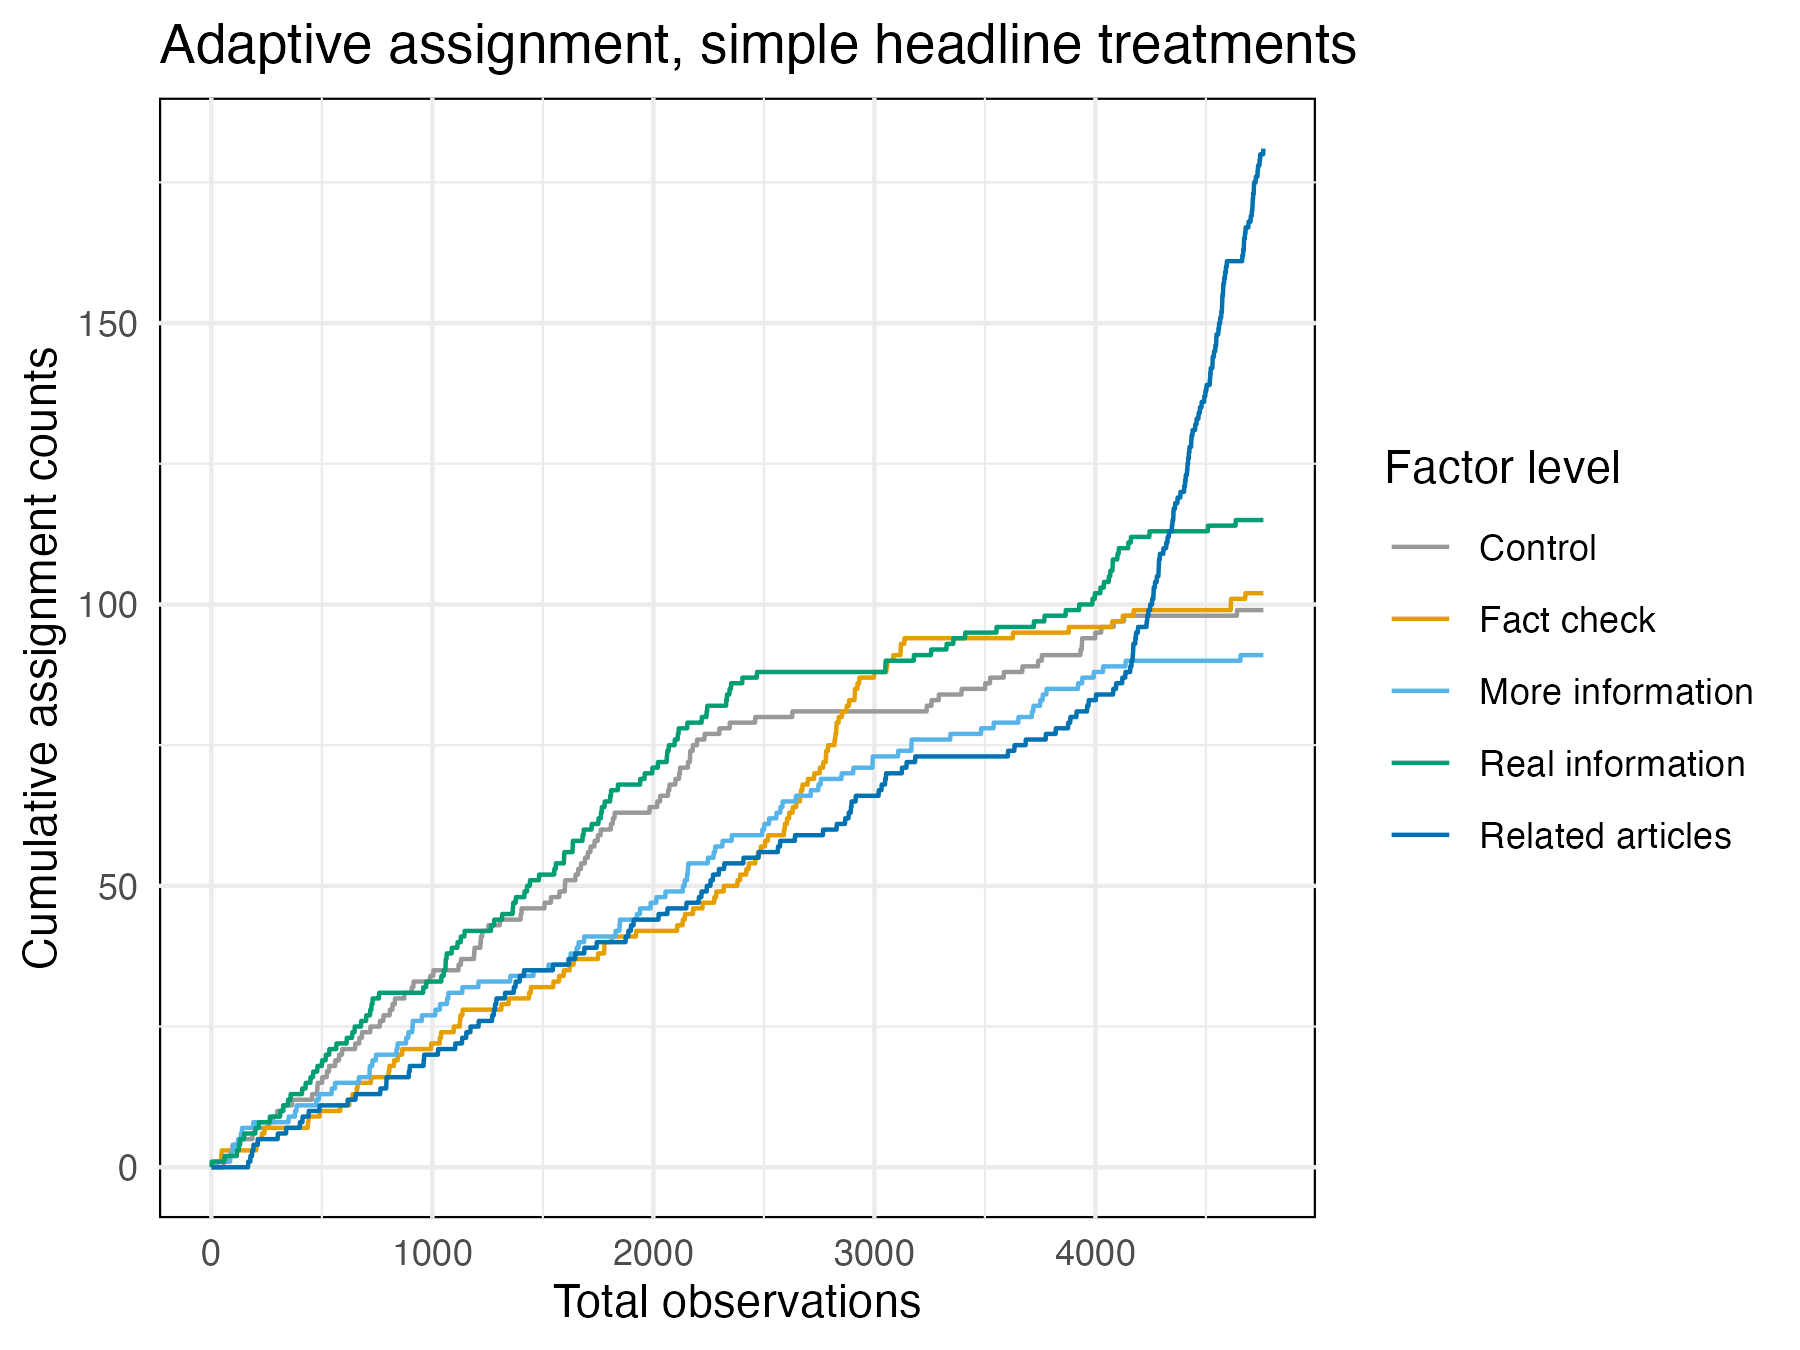 Adaptive assignment, simple headline treatments
Cumulative assignment counts
150
100
50
0
0
1000
2000
3000
4000
Total observations
Factor level
Control
Fact check
More information
Real information
Related articles